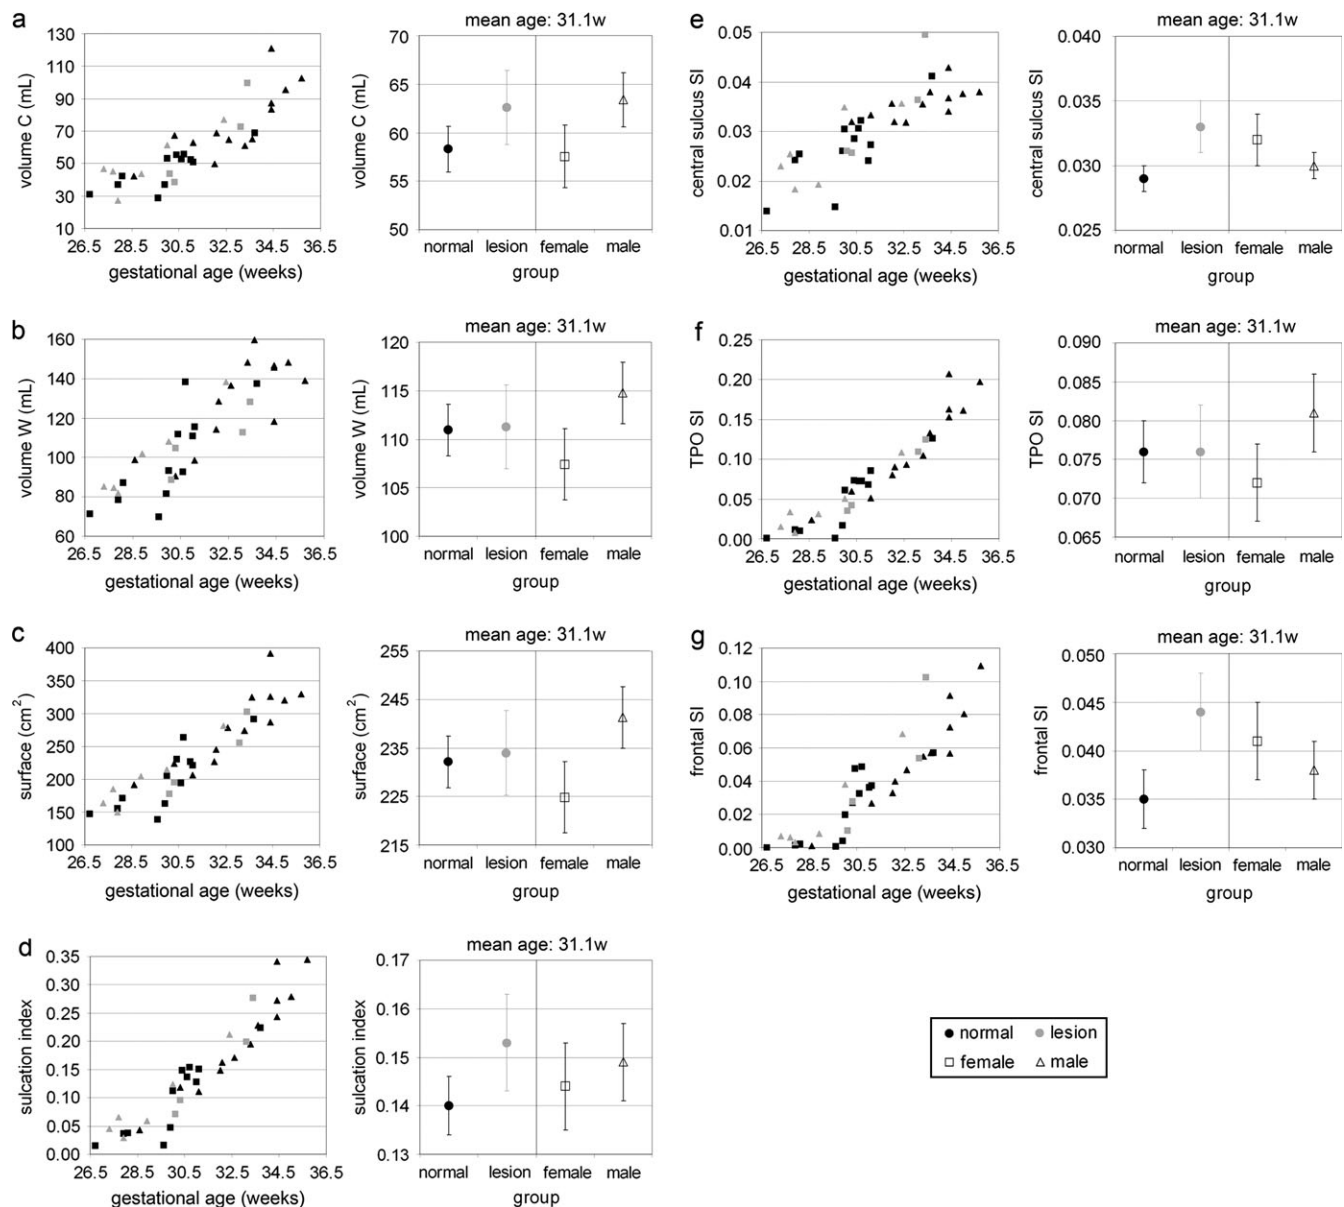 a
mean age: 31.1w
volume C (mL)
130
110
90
70
50
30
10
26.5 28.5 30.5 32.5 34.5 36.5
gestational age (weeks)
volume C (mL)
70
65
60
55
50
normal lesion female male
group
b
mean age: 31.1w
volume W (mL)
160
140
120
100
80
60
26.5 28.5 30.5 32.5 34.5 36.5
gestational age (weeks)
volume W (mL)
120
115
110
105
100
normal lesion female male
group
c
mean age: 31.1w
surface (cm²)
400
350
300
250
200
150
100
26.5 28.5 30.5 32.5 34.5 36.5
gestational age (weeks)
surface (cm²)
255
245
235
225
215
normal lesion female male
group
d
mean age: 31.1w
sulcation index
0.35
0.30
0.25
0.20
0.15
0.10
0.05
0.00
26.5 28.5 30.5 32.5 34.5 36.5
gestational age (weeks)
sulcation index
0.17
0.16
0.15
0.14
0.13
normal lesion female male
group
e
mean age: 31.1w
central sulcus SI
0.05
0.04
0.03
0.02
0.01
26.5 28.5 30.5 32.5 34.5 36.5
gestational age (weeks)
central sulcus SI
0.040
0.035
0.030
0.025
normal lesion female male
group
f
mean age: 31.1w
TPO SI
0.25
0.20
0.15
0.10
0.05
0.00
26.5 28.5 30.5 32.5 34.5 36.5
gestational age (weeks)
TPO SI
0.090
0.085
0.080
0.075
0.070
0.065
normal lesion female male
group
g
mean age: 31.1w
frontal SI
0.12
0.10
0.08
0.06
0.04
0.02
0.00
26.5 28.5 30.5 32.5 34.5 36.5
gestational age (weeks)
frontal SI
0.050
0.045
0.040
0.035
0.030
normal lesion female male
group
normal lesion
female male